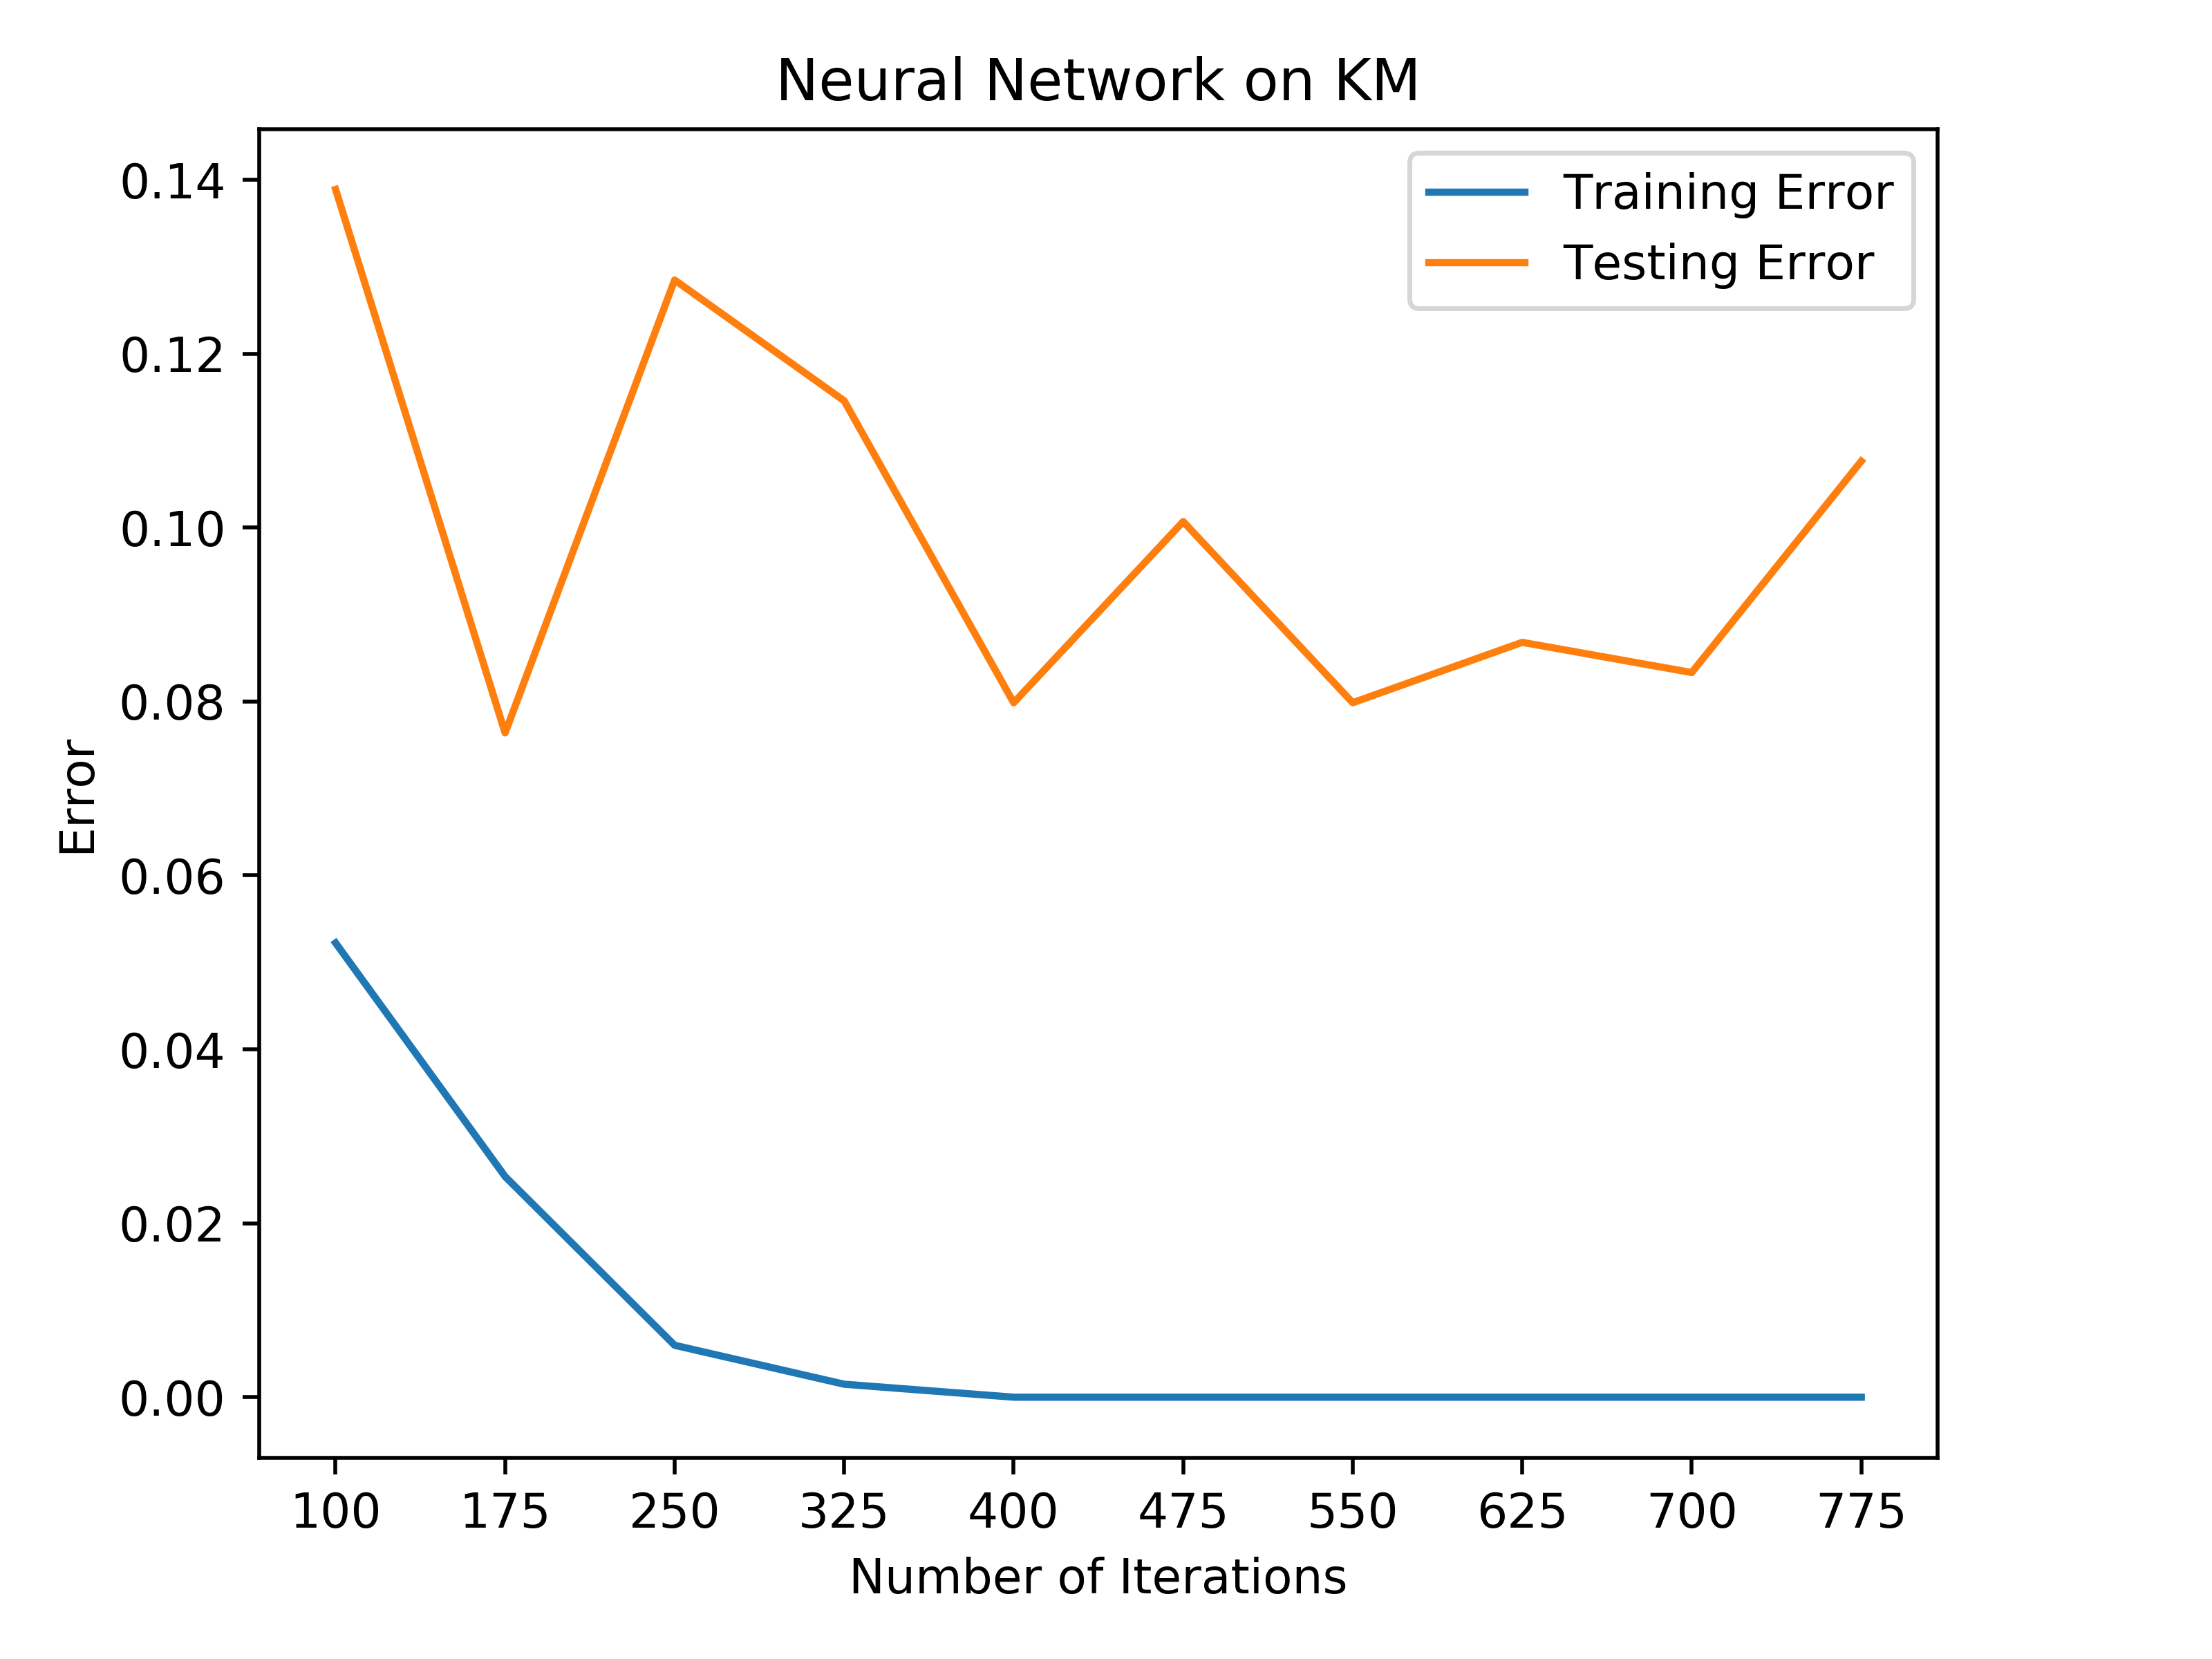 Neural Network on KM
Training Error
Testing Error
0.14
0.12
0.10
0.08
0.06
0.04
0.02
0.00
Error
100 175 250 325 400 475 550 625 700 775
Number of Iterations